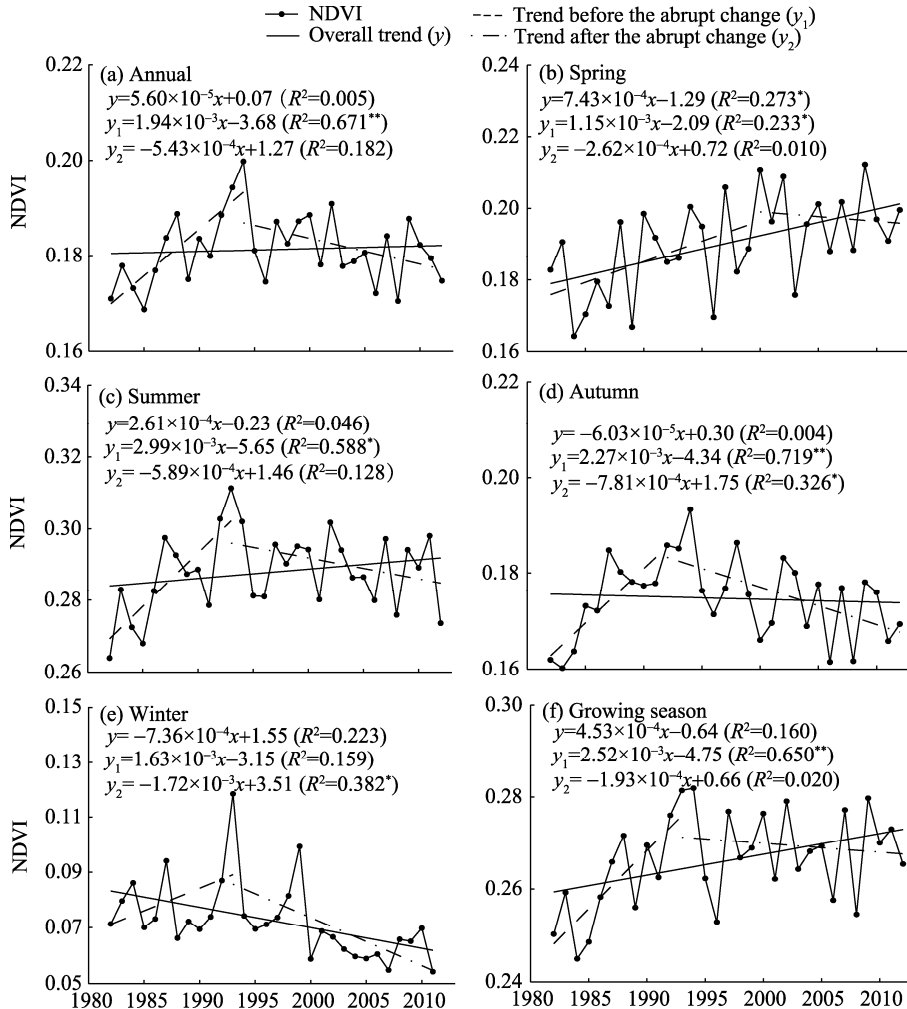 NDVI
Overall trend (y)
Trend before the abrupt change (y₁)
Trend after the abrupt change (y₂)
(a) Annual
y=5.60×10⁻⁵x+0.07 (R²=0.005)
y₁=1.94×10⁻³x−3.68 (R²=0.671**)
y₂= −5.43×10⁻⁴x+1.27 (R²=0.182)
0.22
0.20
0.18
0.16
NDVI
(b) Spring
y=7.43×10⁻⁴x−1.29 (R²=0.273*)
y₁=1.15×10⁻³x−2.09 (R²=0.233*)
y₂= −2.62×10⁻⁴x+0.72 (R²=0.010)
0.24
0.22
0.20
0.18
0.16
(c) Summer
y=2.61×10⁻⁴x−0.23 (R²=0.046)
y₁=2.99×10⁻³x−5.65 (R²=0.588*)
y₂= −5.89×10⁻⁴x+1.46 (R²=0.128)
0.34
0.32
0.30
0.28
0.26
NDVI
(d) Autumn
y= −6.03×10⁻⁵x+0.30 (R²=0.004)
y₁=2.27×10⁻³x−4.34 (R²=0.719**)
y₂= −7.81×10⁻⁴x+1.75 (R²=0.326*)
0.22
0.20
0.18
0.16
(e) Winter
y= −7.36×10⁻⁴x+1.55 (R²=0.223)
y₁=1.63×10⁻³x−3.15 (R²=0.159)
y₂= −1.72×10⁻³x+3.51 (R²=0.382*)
0.15
0.13
0.11
0.09
0.07
0.05
NDVI
1980 1985 1990 1995 2000 2005 2010
(f) Growing season
y=4.53×10⁻⁴x−0.64 (R²=0.160)
y₁=2.52×10⁻³x−4.75 (R²=0.650**)
y₂= −1.93×10⁻⁴x+0.66 (R²=0.020)
0.30
0.28
0.26
0.24
1980 1985 1990 1995 2000 2005 2010